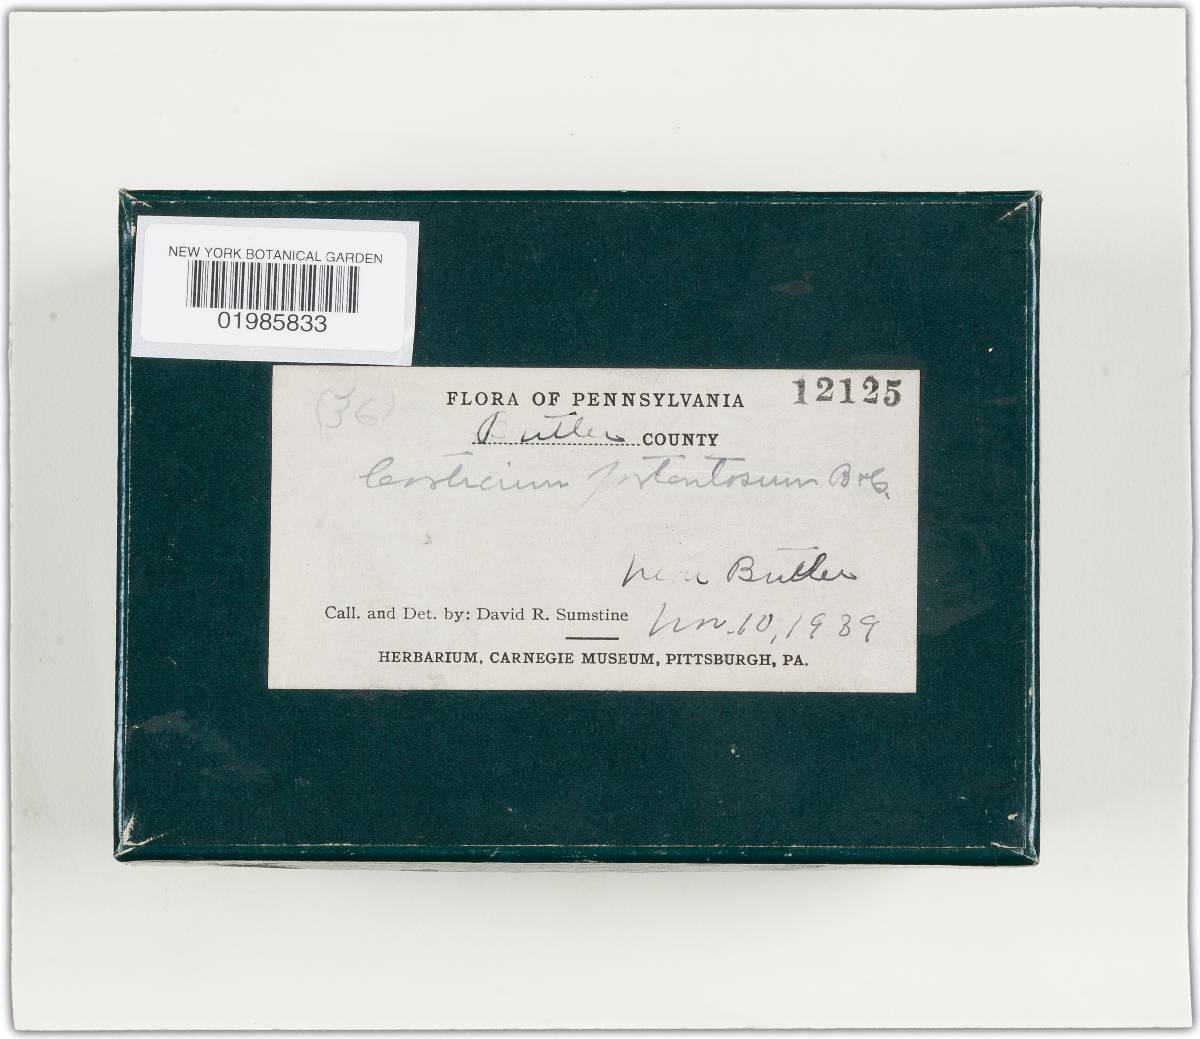 NEW YORK BOTANICAL GARDEN
01985833
(36)
FLORA OF PENNSYLVANIA
12125
Butler COUNTY
Corticium portentosum B & C.
near Butler
Call. and Det. by: David R. Sumstine
Nov. 10, 1939
HERBARIUM, CARNEGIE MUSEUM, PITTSBURGH, PA.